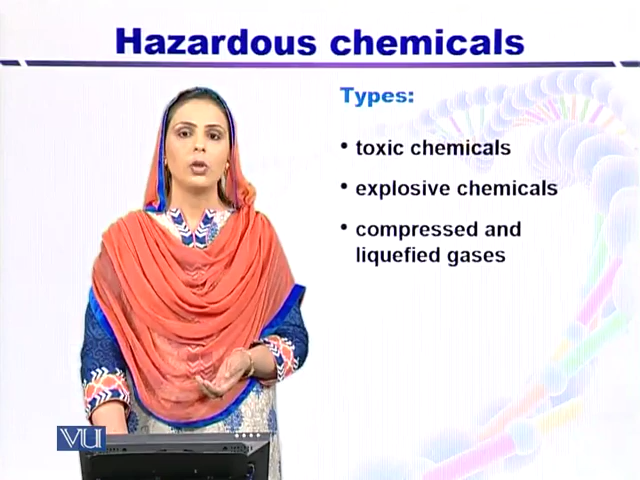 Hazardous chemicals
Types:
• toxic chemicals
• explosive chemicals
• compressed and
liquefied gases
VU